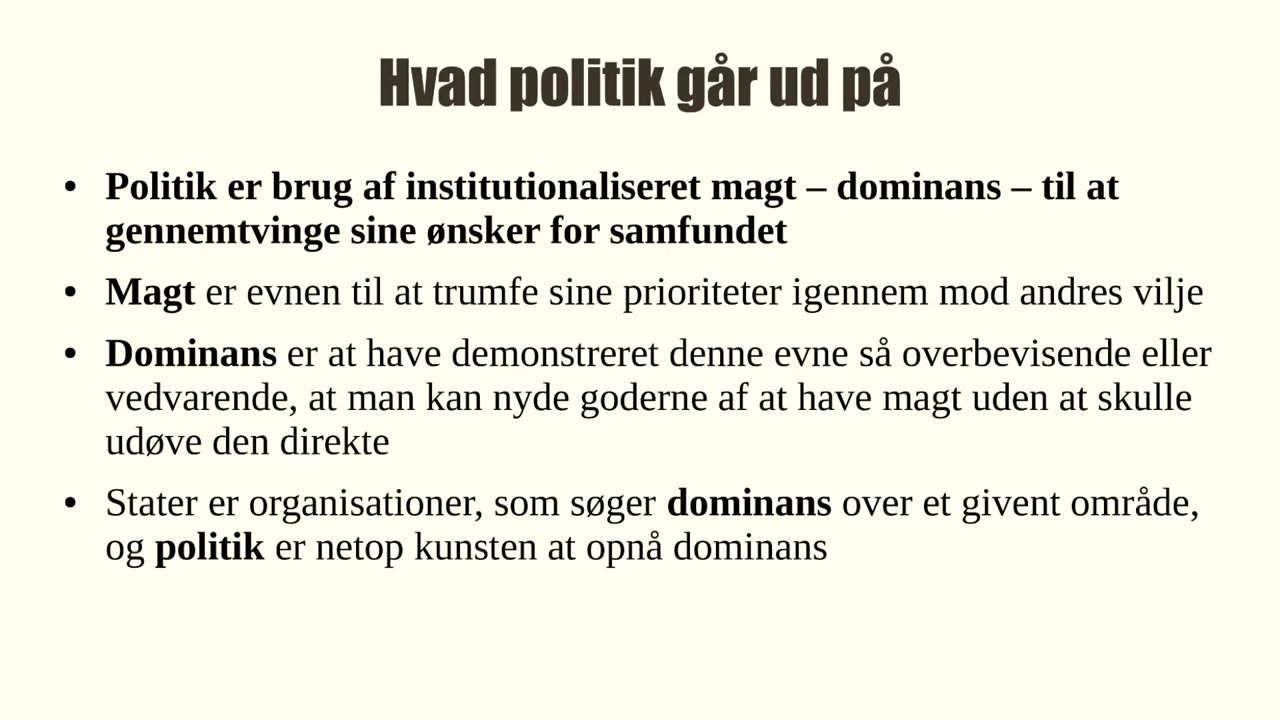 Hvad politik går ud på
• Politik er brug af institutionaliseret magt – dominans – til at
gennemtvinge sine ønsker for samfundet
• Magt er evnen til at trumfe sine prioriteter igennem mod andres vilje
• Dominans er at have demonstreret denne evne så overbevisende eller
vedvarende, at man kan nyde goderne af at have magt uden at skulle
udøve den direkte
• Stater er organisationer, som søger dominans over et givent område,
og politik er netop kunsten at opnå dominans